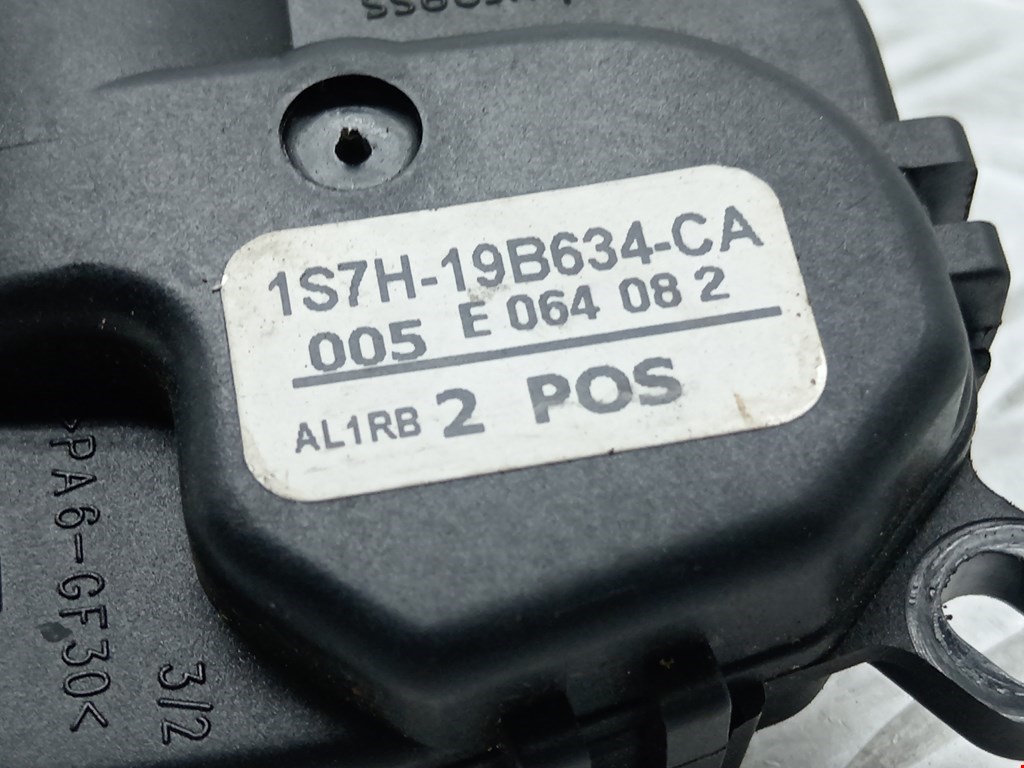 1S7H-19B634-CA
005 E 064 08 2
AL1RB 2 POS
>PA6-GF30<
3/2